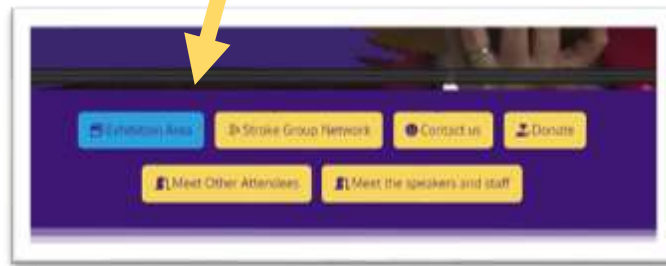 Exhibition Area Stroke Group Network Contact us Donate
Meet Other Attendees Meet the speakers and staff